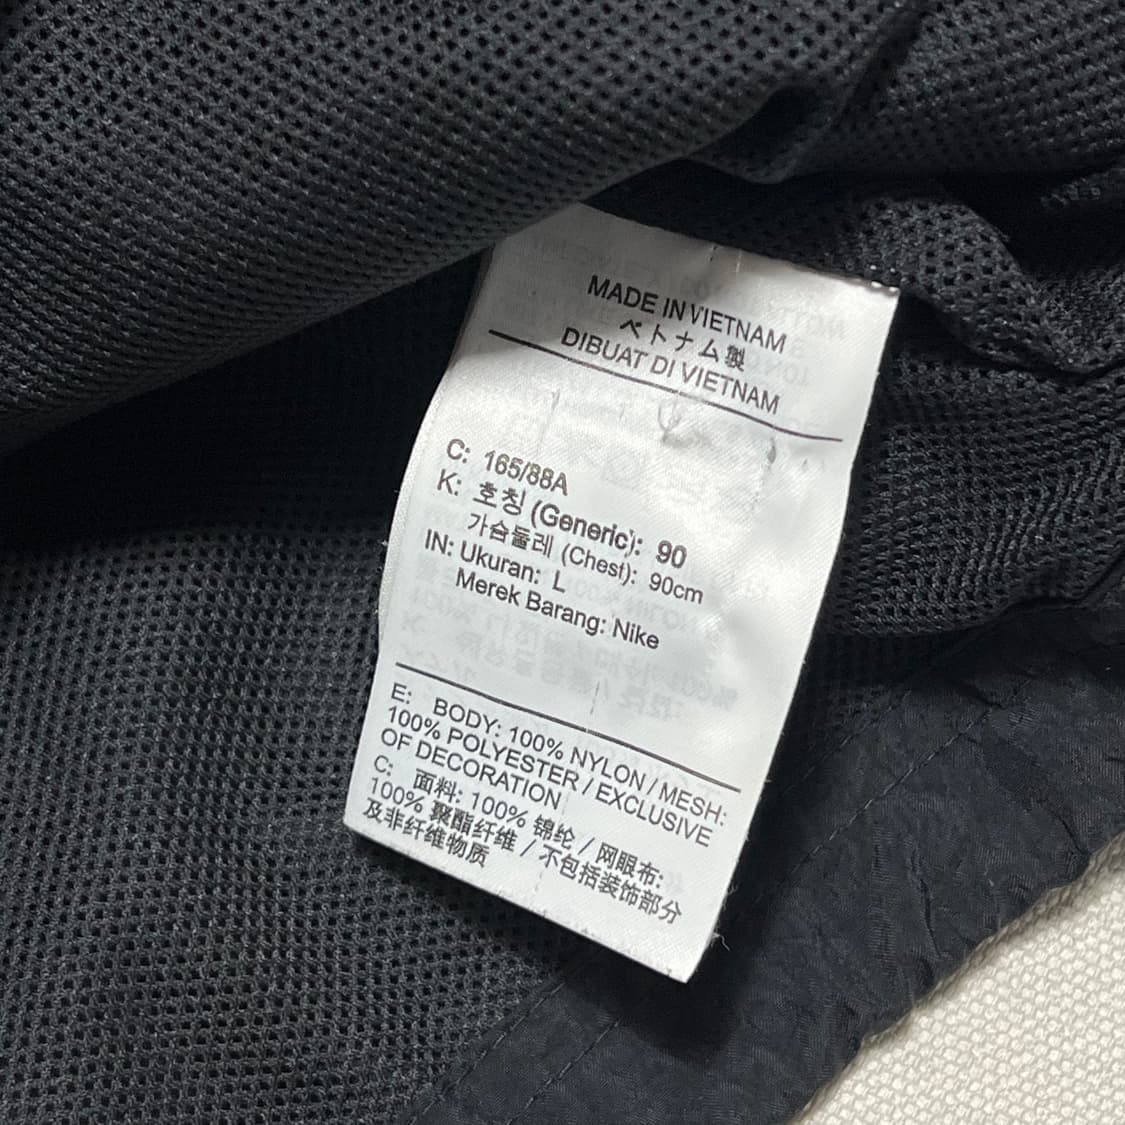 MADE IN VIETNAM
ベトナム製
DIBUAT DI VIETNAM
C: 165/88A
K: 호칭 (Generic): 90
가슴둘레 (Chest): 90cm
IN: Ukuran: L
Merek Barang: Nike
E: BODY: 100% NYLON / MESH:
100% POLYESTER / EXCLUSIVE
OF DECORATION
C: 面料: 100% 锦纶 / 网眼布:
100% 聚酯纤维 / 不包括装饰部分
及非纤维物质